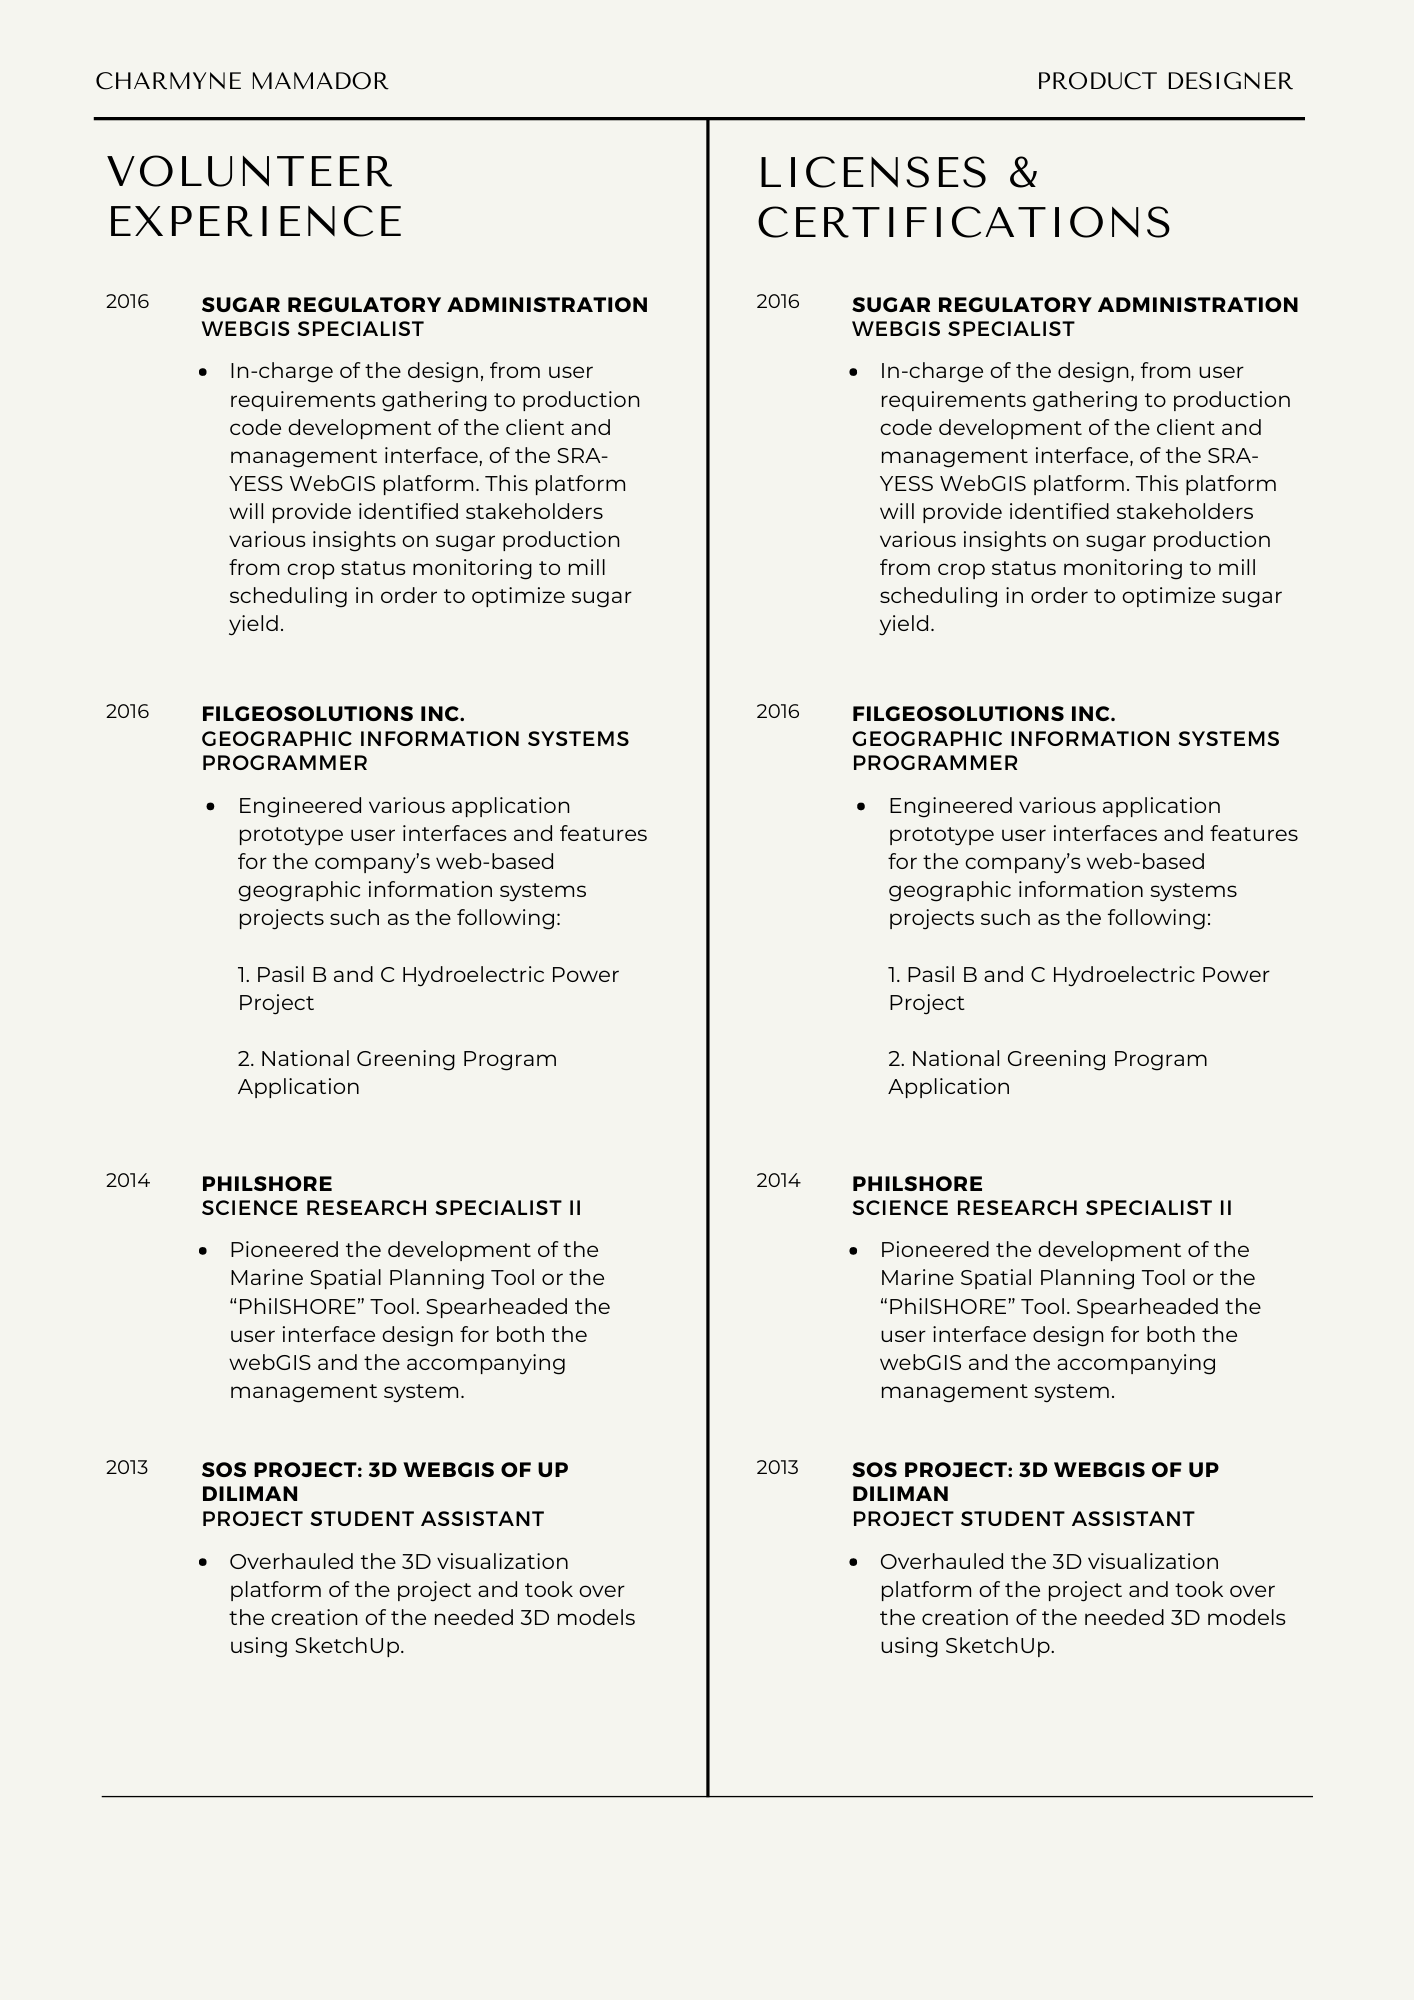 CHARMYNE MAMADOR
PRODUCT DESIGNER
VOLUNTEER
EXPERIENCE
2016
SUGAR REGULATORY ADMINISTRATION
WEBGIS SPECIALIST
• In-charge of the design, from user
requirements gathering to production
code development of the client and
management interface, of the SRA-
YESS WebGIS platform. This platform
will provide identified stakeholders
various insights on sugar production
from crop status monitoring to mill
scheduling in order to optimize sugar
yield.
2016
FILGEOSOLUTIONS INC.
GEOGRAPHIC INFORMATION SYSTEMS
PROGRAMMER
• Engineered various application
prototype user interfaces and features
for the company’s web-based
geographic information systems
projects such as the following:
1. Pasil B and C Hydroelectric Power
Project
2. National Greening Program
Application
2014
PHILSHORE
SCIENCE RESEARCH SPECIALIST II
• Pioneered the development of the
Marine Spatial Planning Tool or the
“PhilSHORE” Tool. Spearheaded the
user interface design for both the
webGIS and the accompanying
management system.
2013
SOS PROJECT: 3D WEBGIS OF UP
DILIMAN
PROJECT STUDENT ASSISTANT
• Overhauled the 3D visualization
platform of the project and took over
the creation of the needed 3D models
using SketchUp.
LICENSES &
CERTIFICATIONS
2016
SUGAR REGULATORY ADMINISTRATION
WEBGIS SPECIALIST
• In-charge of the design, from user
requirements gathering to production
code development of the client and
management interface, of the SRA-
YESS WebGIS platform. This platform
will provide identified stakeholders
various insights on sugar production
from crop status monitoring to mill
scheduling in order to optimize sugar
yield.
2016
FILGEOSOLUTIONS INC.
GEOGRAPHIC INFORMATION SYSTEMS
PROGRAMMER
• Engineered various application
prototype user interfaces and features
for the company’s web-based
geographic information systems
projects such as the following:
1. Pasil B and C Hydroelectric Power
Project
2. National Greening Program
Application
2014
PHILSHORE
SCIENCE RESEARCH SPECIALIST II
• Pioneered the development of the
Marine Spatial Planning Tool or the
“PhilSHORE” Tool. Spearheaded the
user interface design for both the
webGIS and the accompanying
management system.
2013
SOS PROJECT: 3D WEBGIS OF UP
DILIMAN
PROJECT STUDENT ASSISTANT
• Overhauled the 3D visualization
platform of the project and took over
the creation of the needed 3D models
using SketchUp.